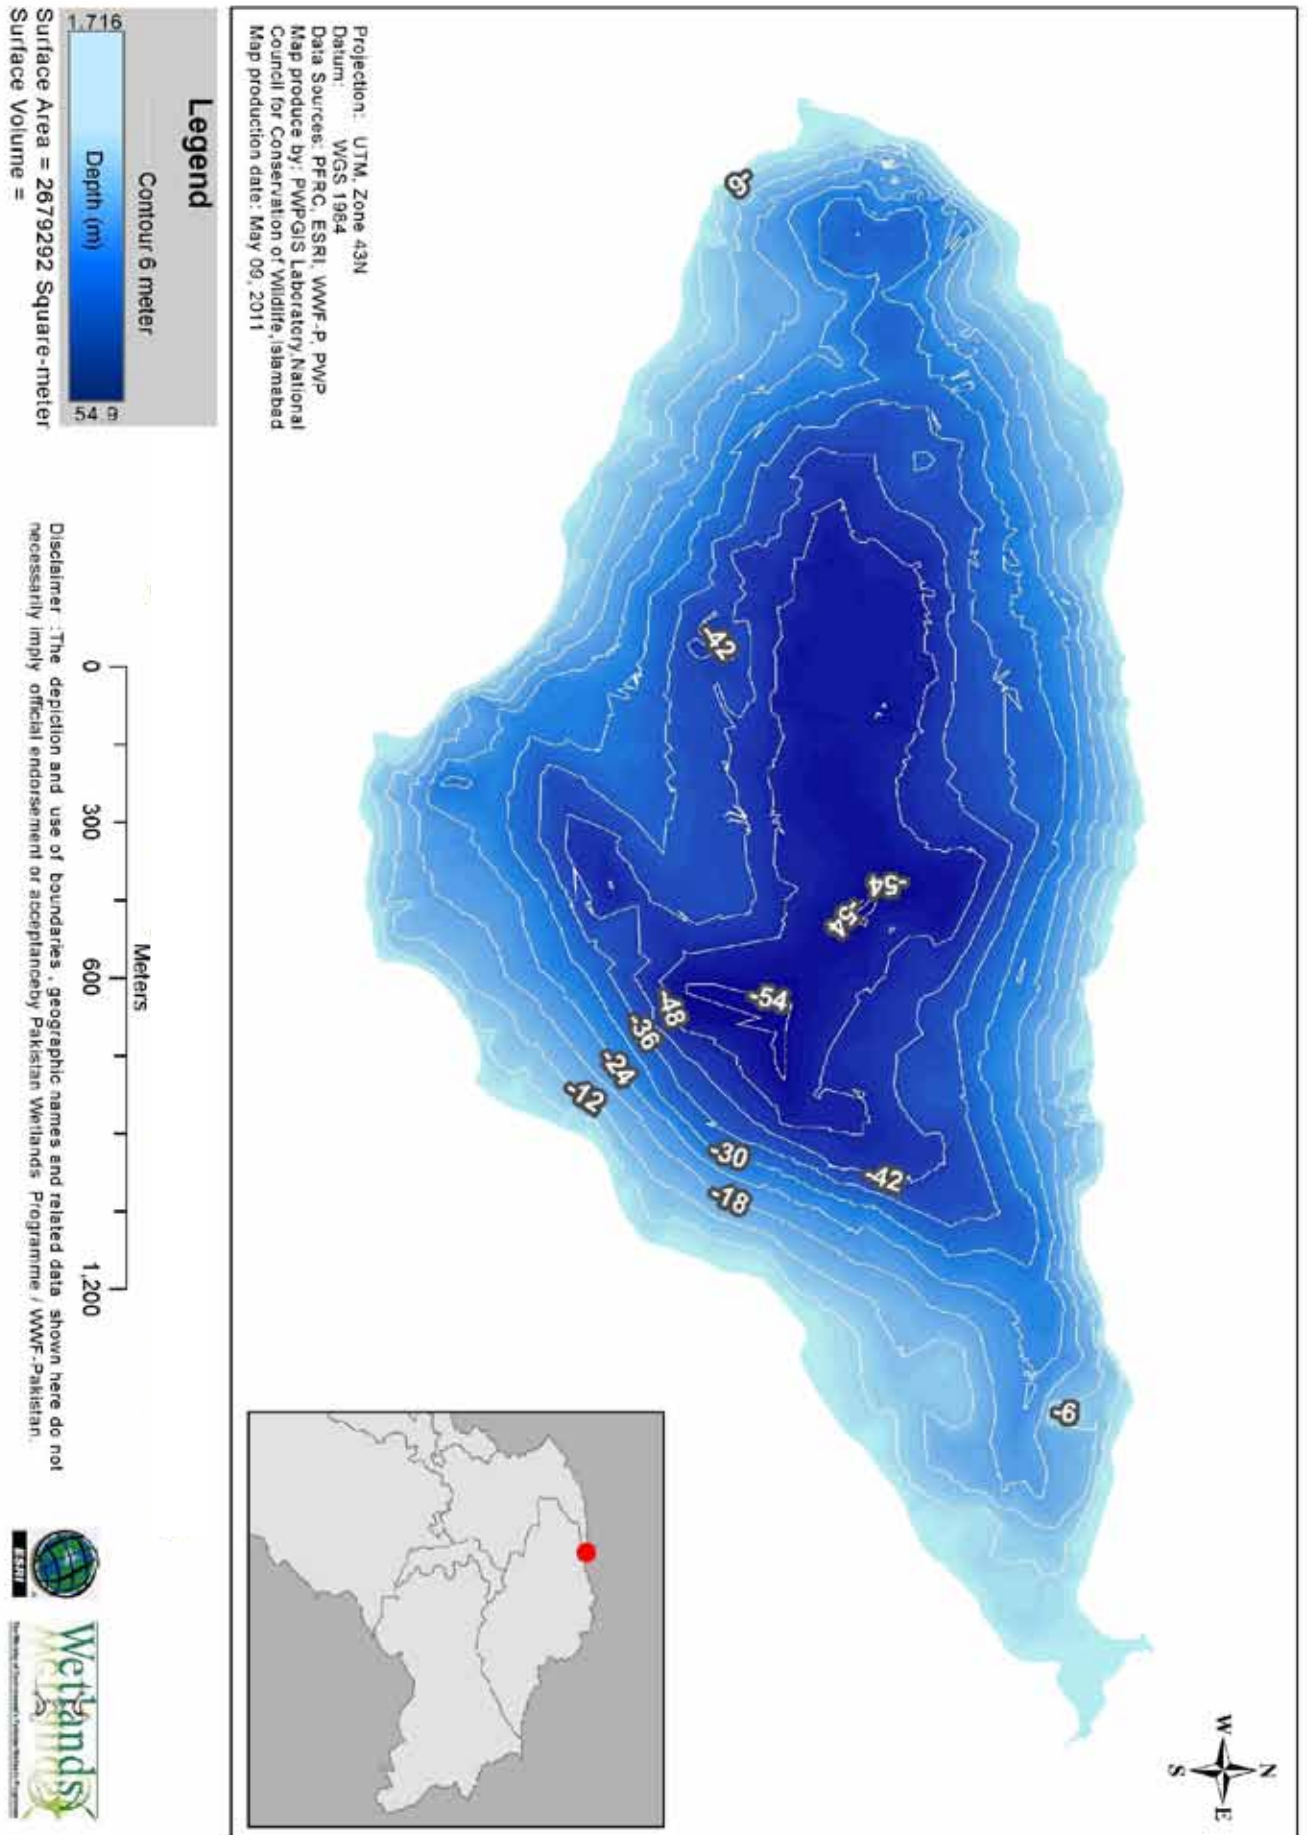 N
W
E
S
-6
-6
-42
-54
-54
-54
-48
-36
-24
-12
-30
-18
-42
Projection: UTM, Zone 43N
Datum: WGS 1984
Data Sources: PFRC, ESRI, WWF-P, PWP
Map produce by: PWPGIS Laboratory,National
Council for Conservation of Wildlife,Islamabad
Map production date: May 09, 2011
Legend
Contour 6 meter
1.716
Depth (m)
54.9
Surface Area = 2679292 Square-meter
Surface Volume =
Meters
0 300 600 1,200
Disclaimer :The depiction and use of boundaries , geographic names and related data shown here do not
necessarily imply official endorsement or acceptanceby Pakistan Wetlands Programme / WWF-Pakistan.
ESRI
Wetlands